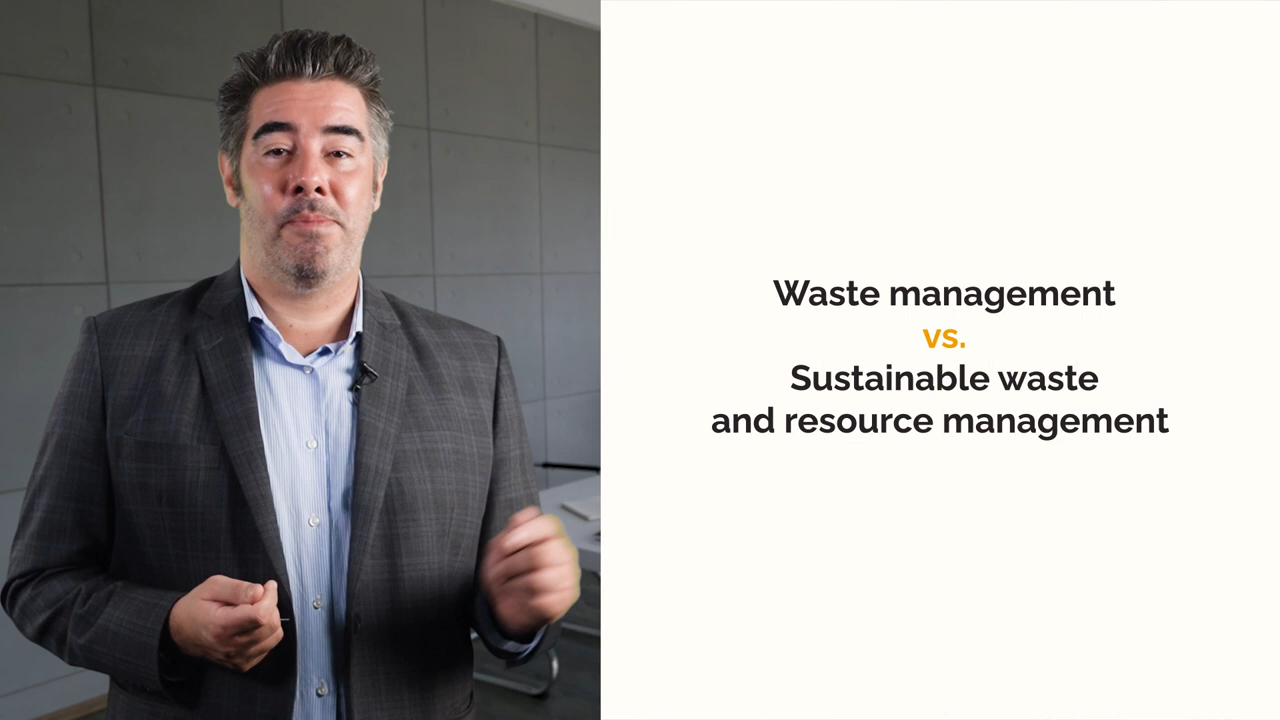 Waste management
vs.
Sustainable waste
and resource management